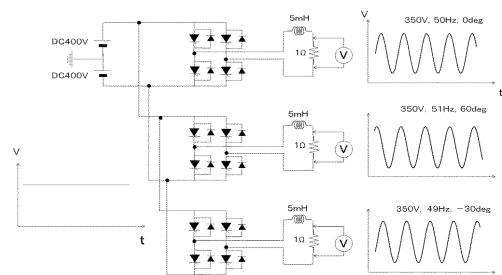 DC400V
DC400V
5mH
1Ω
V
V
350V, 50Hz, 0deg
t
5mH
1Ω
V
350V, 51Hz, 60deg
V
t
5mH
1Ω
V
350V, 49Hz, −30deg